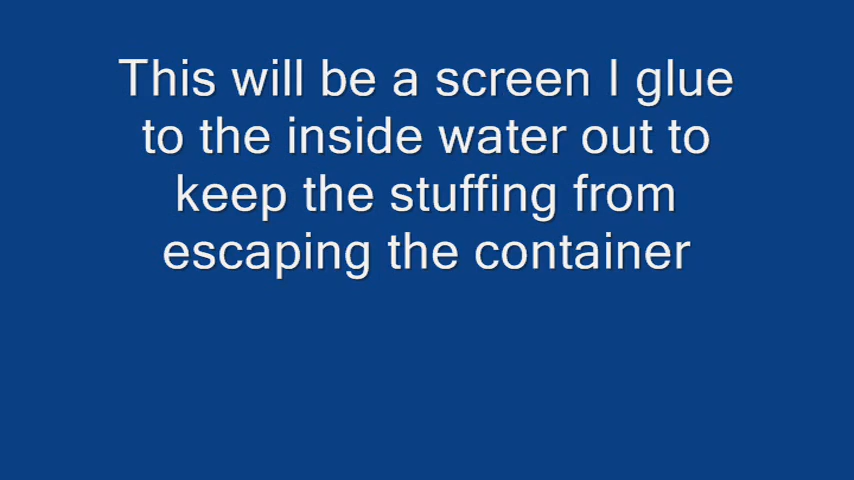 This will be a screen I glue
to the inside water out to
keep the stuffing from
escaping the container